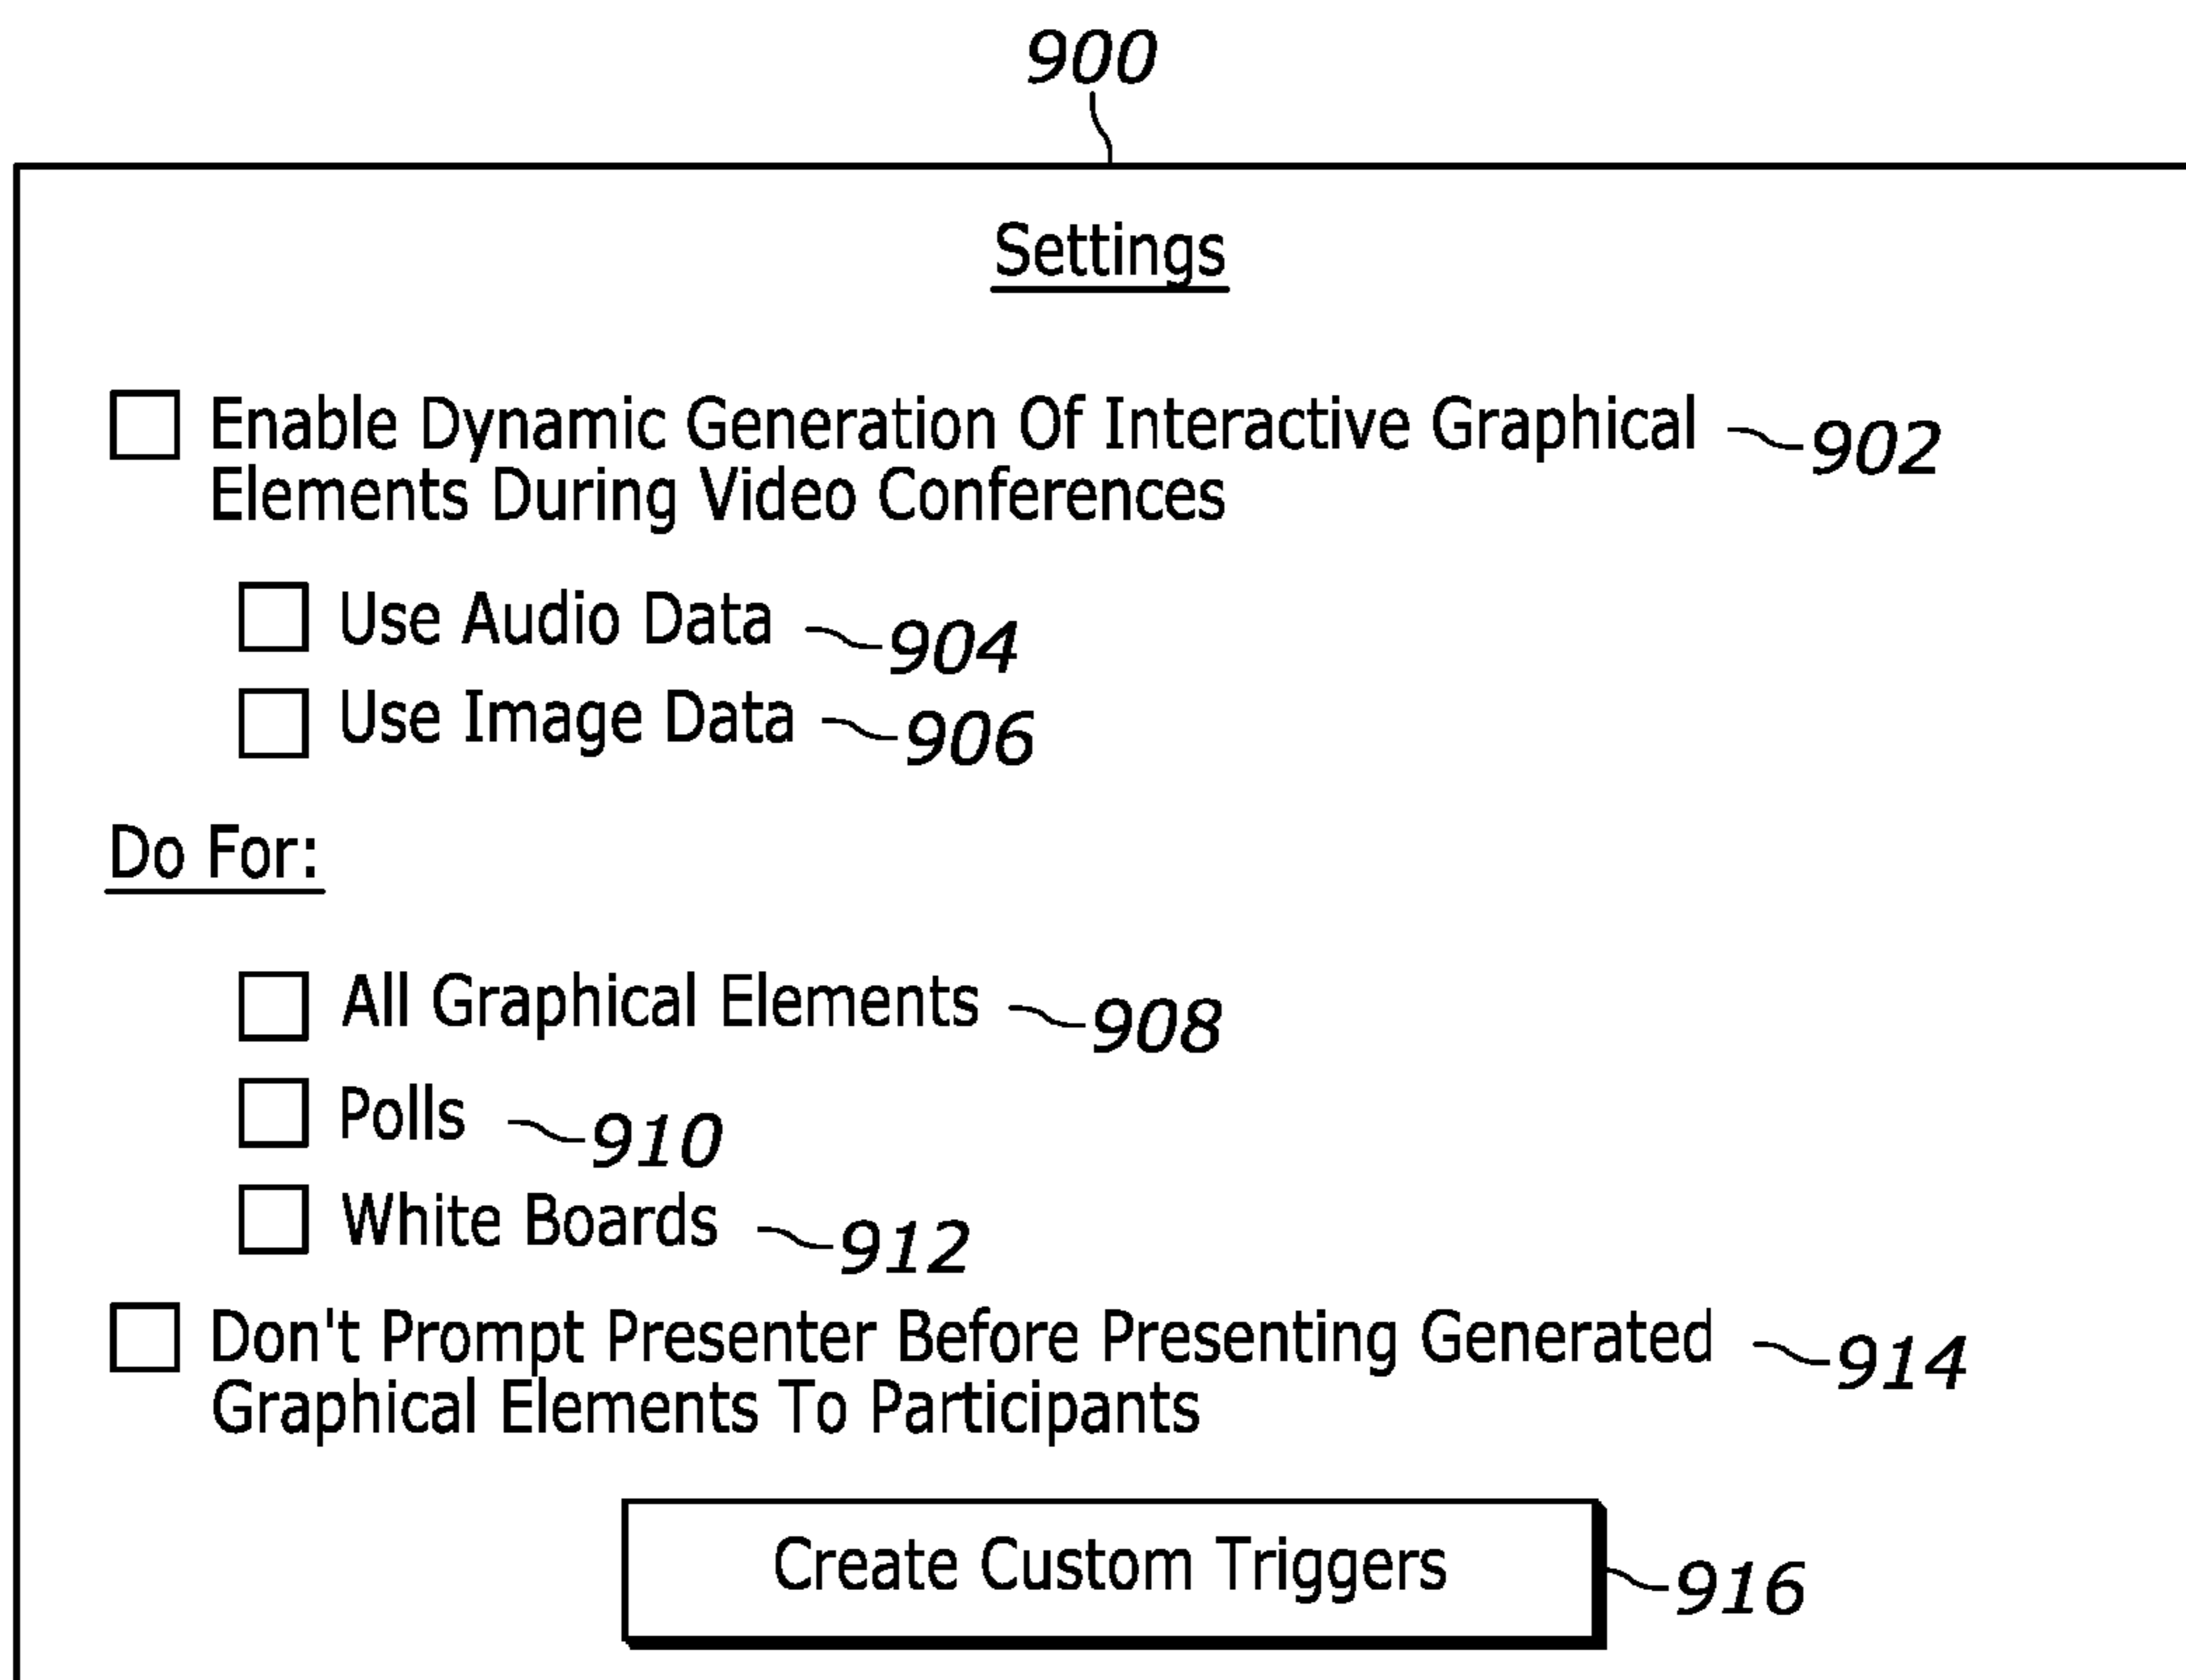 900
Settings
Enable Dynamic Generation Of Interactive Graphical 902
Elements During Video Conferences
Use Audio Data 904
Use Image Data 906
Do For:
All Graphical Elements 908
Polls 910
White Boards 912
Don't Prompt Presenter Before Presenting Generated 914
Graphical Elements To Participants
Create Custom Triggers 916